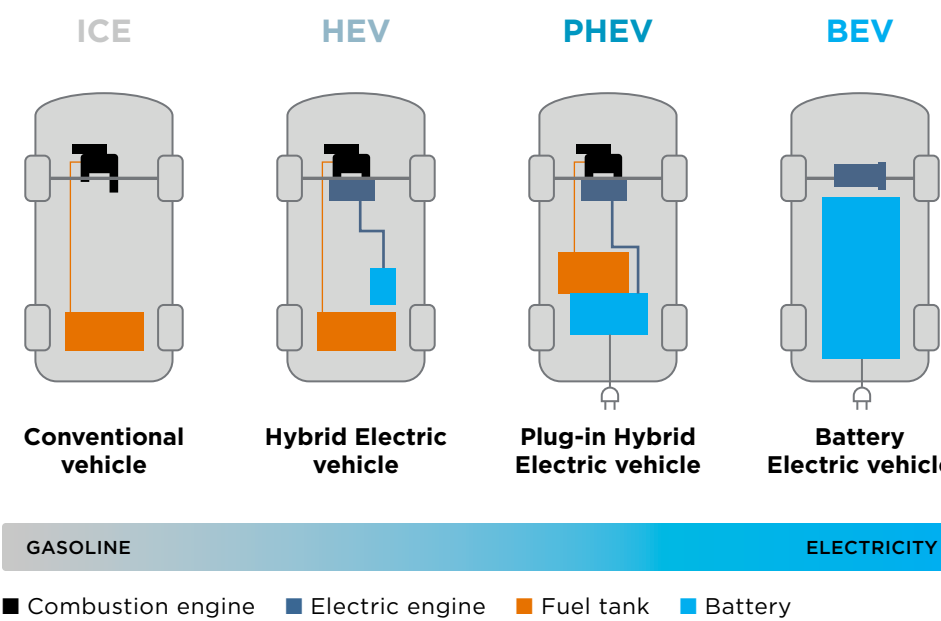 ICE HEV PHEV BEV
Conventional
vehicle
Hybrid Electric
vehicle
Plug-in Hybrid
Electric vehicle
Battery
Electric vehicle
GASOLINE ELECTRICITY
Combustion engine Electric engine Fuel tank Battery